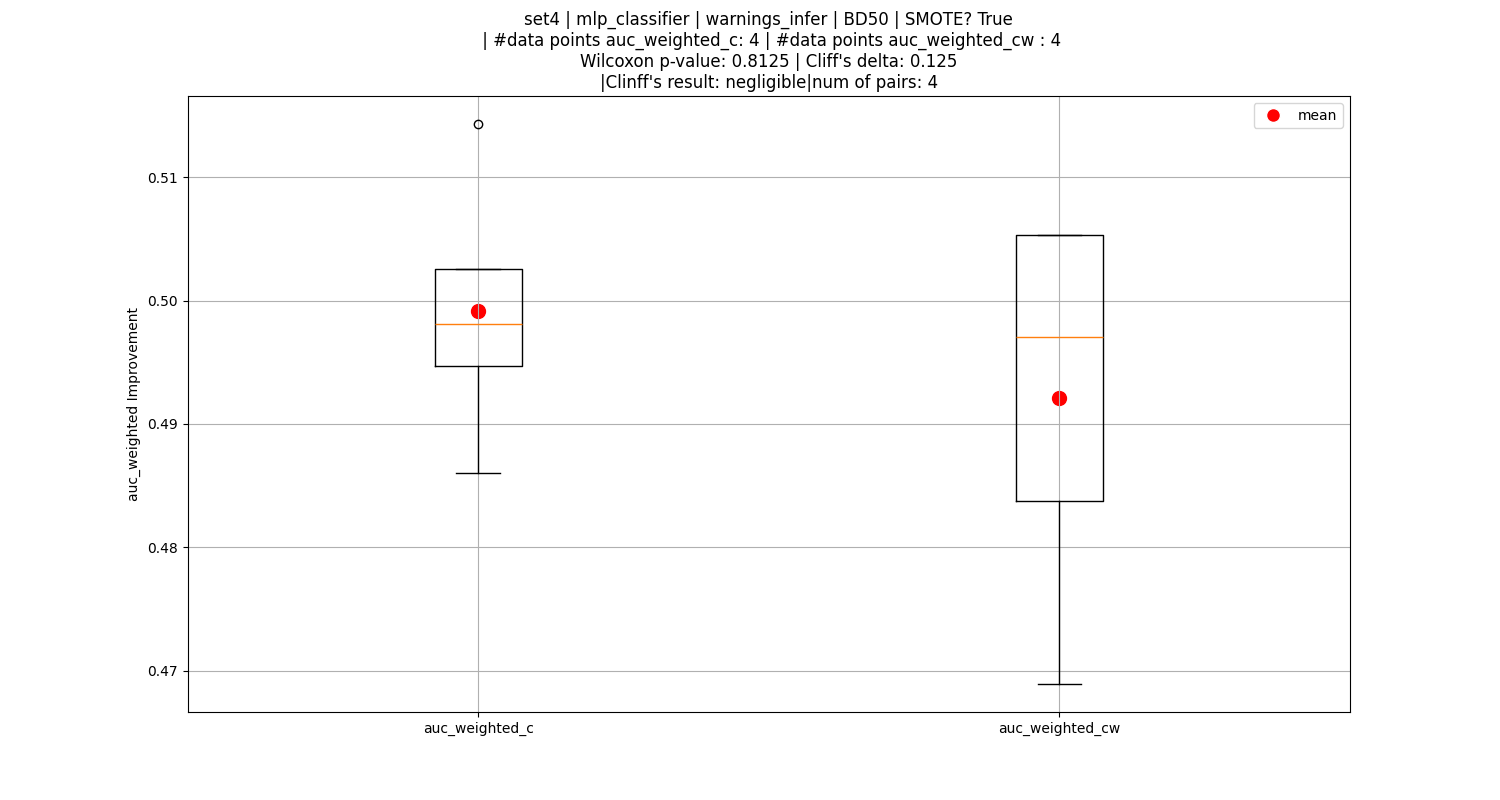 set4 | mlp_classifier | warnings_infer | BD50 | SMOTE? True
| #data points auc_weighted_c: 4 | #data points auc_weighted_cw : 4
Wilcoxon p-value: 0.8125 | Cliff's delta: 0.125
|Clinff's result: negligible|num of pairs: 4
mean
0.51
0.50
0.49
0.48
0.47
auc_weighted Improvement
auc_weighted_c
auc_weighted_cw